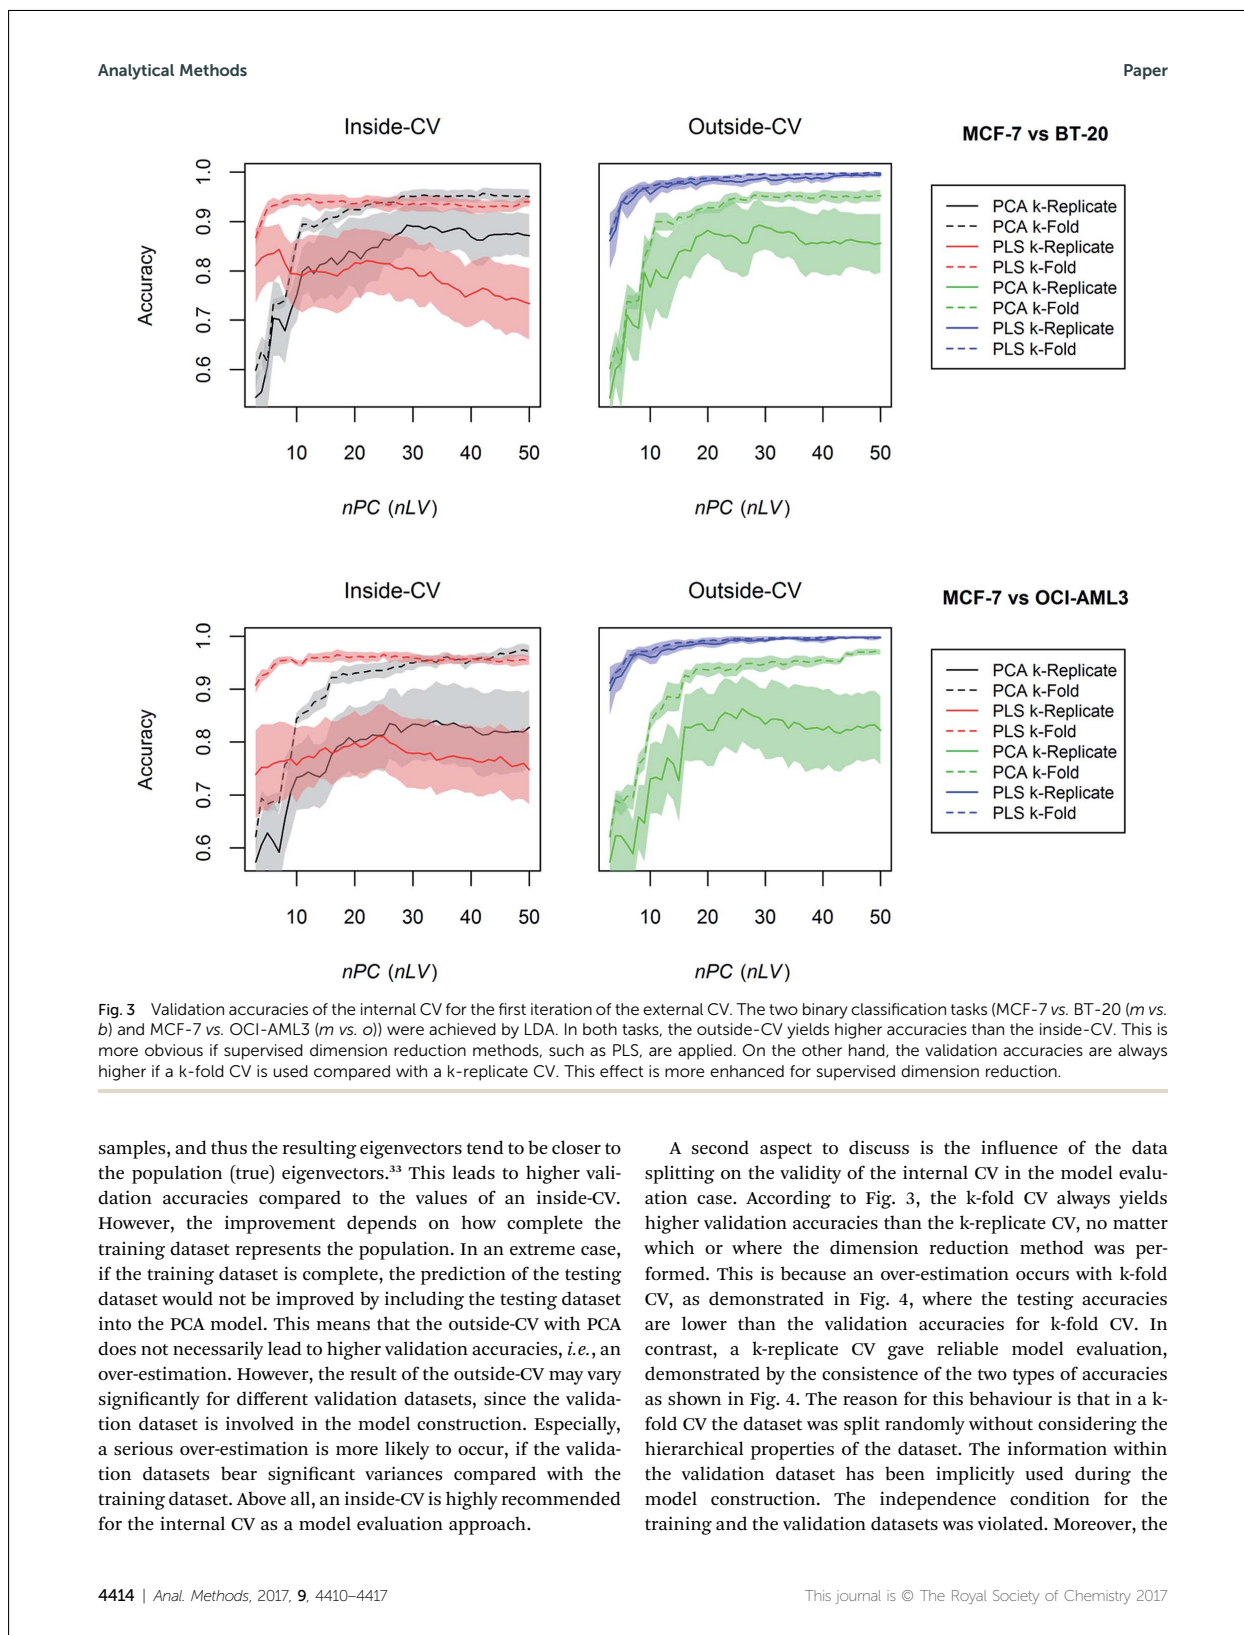 Analytical Methods
Paper
Inside-CV
Outside-CV
MCF-7 vs BT-20
Accuracy
1.0
0.9
0.8
0.7
0.6
10 20 30 40 50
10 20 30 40 50
nPC (nLV)
nPC (nLV)
PCA k-Replicate
PCA k-Fold
PLS k-Replicate
PLS k-Fold
PCA k-Replicate
PCA k-Fold
PLS k-Replicate
PLS k-Fold
Inside-CV
Outside-CV
MCF-7 vs OCI-AML3
Accuracy
1.0
0.9
0.8
0.7
0.6
10 20 30 40 50
10 20 30 40 50
nPC (nLV)
nPC (nLV)
PCA k-Replicate
PCA k-Fold
PLS k-Replicate
PLS k-Fold
PCA k-Replicate
PCA k-Fold
PLS k-Replicate
PLS k-Fold
Fig. 3 Validation accuracies of the internal CV for the first iteration of the external CV. The two binary classification tasks (MCF-7 vs. BT-20 (m vs.
b) and MCF-7 vs. OCI-AML3 (m vs. o)) were achieved by LDA. In both tasks, the outside-CV yields higher accuracies than the inside-CV. This is
more obvious if supervised dimension reduction methods, such as PLS, are applied. On the other hand, the validation accuracies are always
higher if a k-fold CV is used compared with a k-replicate CV. This effect is more enhanced for supervised dimension reduction.
samples, and thus the resulting eigenvectors tend to be closer to
the population (true) eigenvectors.³³ This leads to higher vali-
dation accuracies compared to the values of an inside-CV.
However, the improvement depends on how complete the
training dataset represents the population. In an extreme case,
if the training dataset is complete, the prediction of the testing
dataset would not be improved by including the testing dataset
into the PCA model. This means that the outside-CV with PCA
does not necessarily lead to higher validation accuracies, i.e., an
over-estimation. However, the result of the outside-CV may vary
significantly for different validation datasets, since the valida-
tion dataset is involved in the model construction. Especially,
a serious over-estimation is more likely to occur, if the valida-
tion datasets bear significant variances compared with the
training dataset. Above all, an inside-CV is highly recommended
for the internal CV as a model evaluation approach.
A second aspect to discuss is the influence of the data
splitting on the validity of the internal CV in the model evalu-
ation case. According to Fig. 3, the k-fold CV always yields
higher validation accuracies than the k-replicate CV, no matter
which or where the dimension reduction method was per-
formed. This is because an over-estimation occurs with k-fold
CV, as demonstrated in Fig. 4, where the testing accuracies
are lower than the validation accuracies for k-fold CV. In
contrast, a k-replicate CV gave reliable model evaluation,
demonstrated by the consistence of the two types of accuracies
as shown in Fig. 4. The reason for this behaviour is that in a k-
fold CV the dataset was split randomly without considering the
hierarchical properties of the dataset. The information within
the validation dataset has been implicitly used during the
model construction. The independence condition for the
training and the validation datasets was violated. Moreover, the
4414 | Anal. Methods, 2017, 9, 4410–4417
This journal is © The Royal Society of Chemistry 2017